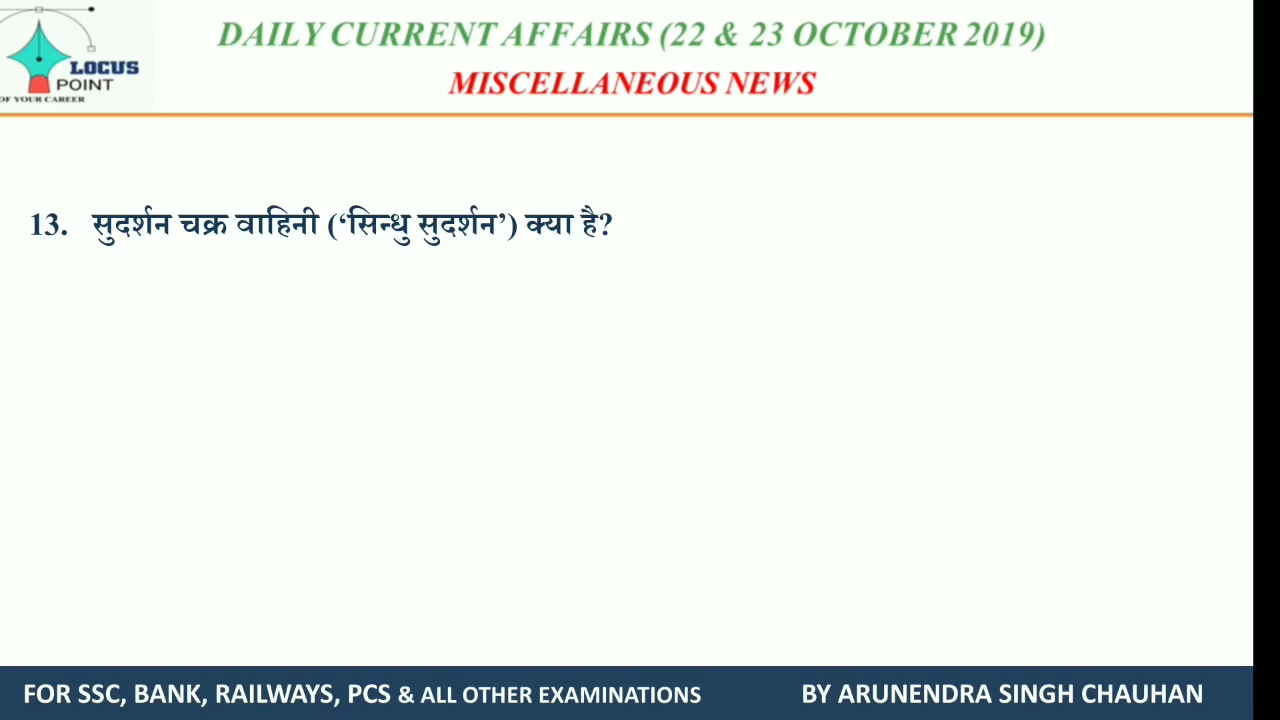 DAILY CURRENT AFFAIRS (22 & 23 OCTOBER 2019)
LOCUS
POINT
OF YOUR CAREER
MISCELLANEOUS NEWS
13. सुदर्शन चक्र वाहिनी (‘सिन्धु सुदर्शन’) क्या है?
FOR SSC, BANK, RAILWAYS, PCS & ALL OTHER EXAMINATIONS
BY ARUNENDRA SINGH CHAUHAN